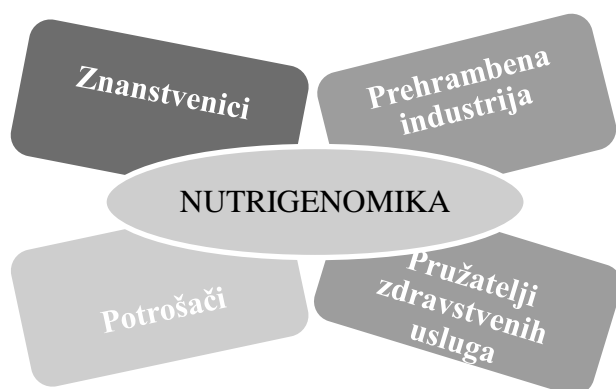 Znanstvenici
Prehrambena
industrija
NUTRIGENOMIKA
Potrošači
Pružatelji
zdravstvenih
usluga